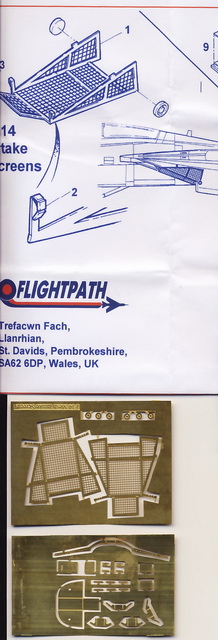 1
3
9
14
take
creens
2
FLIGHTPATH
Trefacwn Fach,
Llanrhian,
St. Davids, Pembrokeshire,
SA62 6DP, Wales, UK